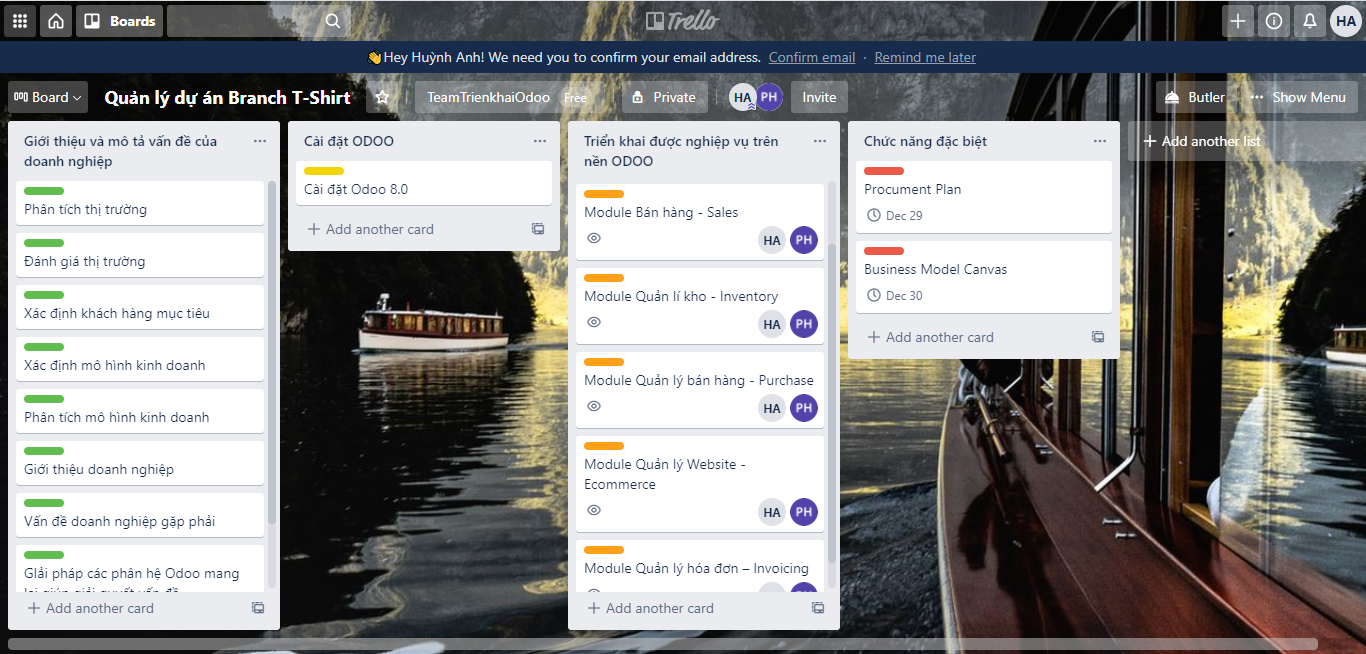 Boards
Trello
HA
👋Hey Huỳnh Anh! We need you to confirm your email address. Confirm email · Remind me later
Board
Quản lý dự án Branch T-Shirt
TeamTrienkhaiOdoo Free
Private
HA PH
Invite
Butler
··· Show Menu
Giới thiệu và mô tả vấn đề của
doanh nghiệp
Phân tích thị trường
Đánh giá thị trường
Xác định khách hàng mục tiêu
Xác định mô hình kinh doanh
Phân tích mô hình kinh doanh
Giới thiệu doanh nghiệp
Vấn đề doanh nghiệp gặp phải
GIải pháp các phân hệ Odoo mang
lại giúp giải quyết vấn đề
+ Add another card
Cài đặt ODOO
Cài đặt Odoo 8.0
+ Add another card
Triển khai được nghiệp vụ trên
nền ODOO
Module Bán hàng - Sales
HA PH
Module Quản lí kho - Inventory
HA PH
Module Quản lý bán hàng - Purchase
HA PH
Module Quản lý Website -
Ecommerce
HA PH
Module Quản lý hóa đơn – Invoicing
+ Add another card
Chức năng đặc biệt
Procument Plan
Dec 29
Business Model Canvas
Dec 30
+ Add another card
+ Add another list